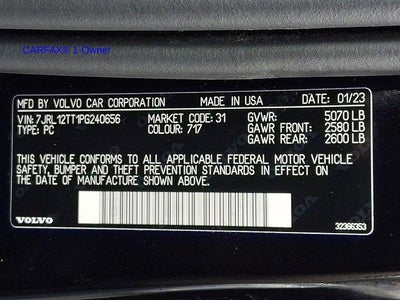 CARFAX® 1-Owner
MFD. BY VOLVO CAR CORPORATION MADE IN USA DATE: 01/23
VIN: 7JRL12TT1PG240656 MARKET CODE: 31 GVWR: 5070 LB
TYPE: PC COLOUR: 717 GAWR FRONT: 2580 LB
GAWR REAR: 2600 LB
THIS VEHICLE CONFORMS TO ALL APPLICABLE FEDERAL MOTOR VEHICLE
SAFETY, BUMPER, AND THEFT PREVENTION STANDARDS IN EFFECT ON
THE DATE OF MANUFACTURE SHOWN ABOVE.
VOLVO
32366353